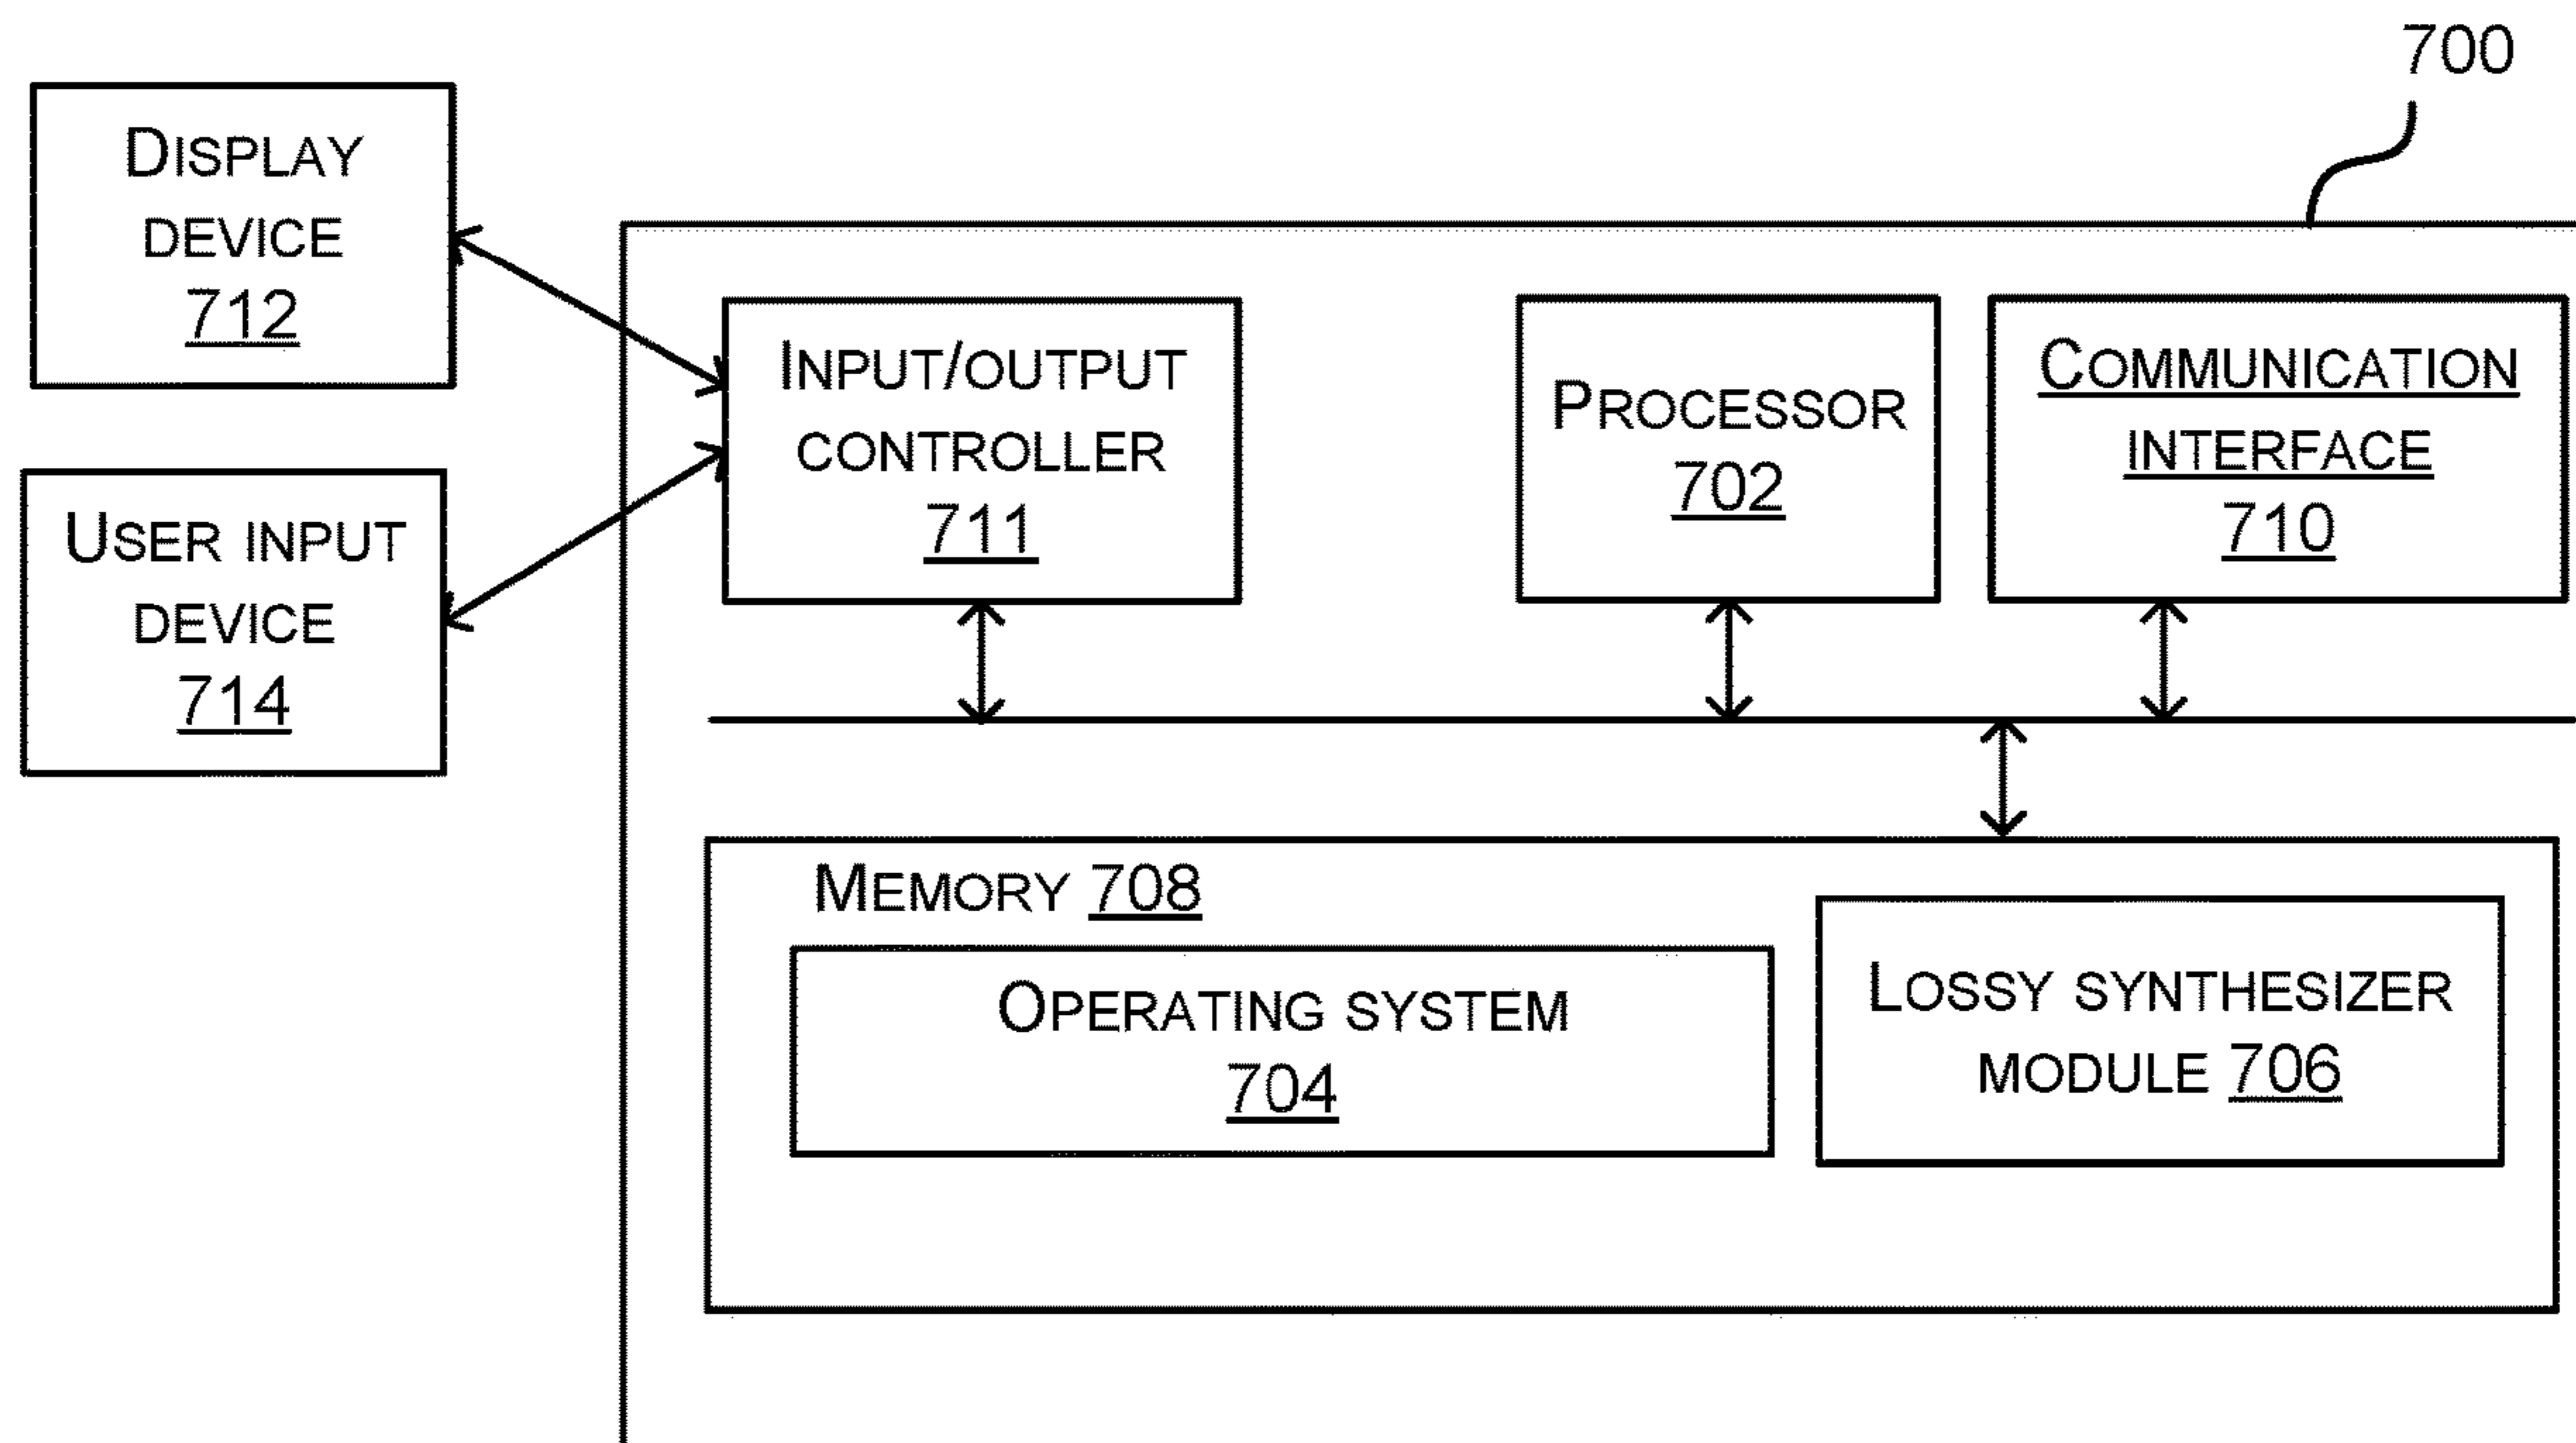 700
DISPLAY
DEVICE
712
INPUT/OUTPUT
CONTROLLER
711
PROCESSOR
702
COMMUNICATION
INTERFACE
710
USER INPUT
DEVICE
714
MEMORY 708
OPERATING SYSTEM
704
LOSSY SYNTHESIZER
MODULE 706